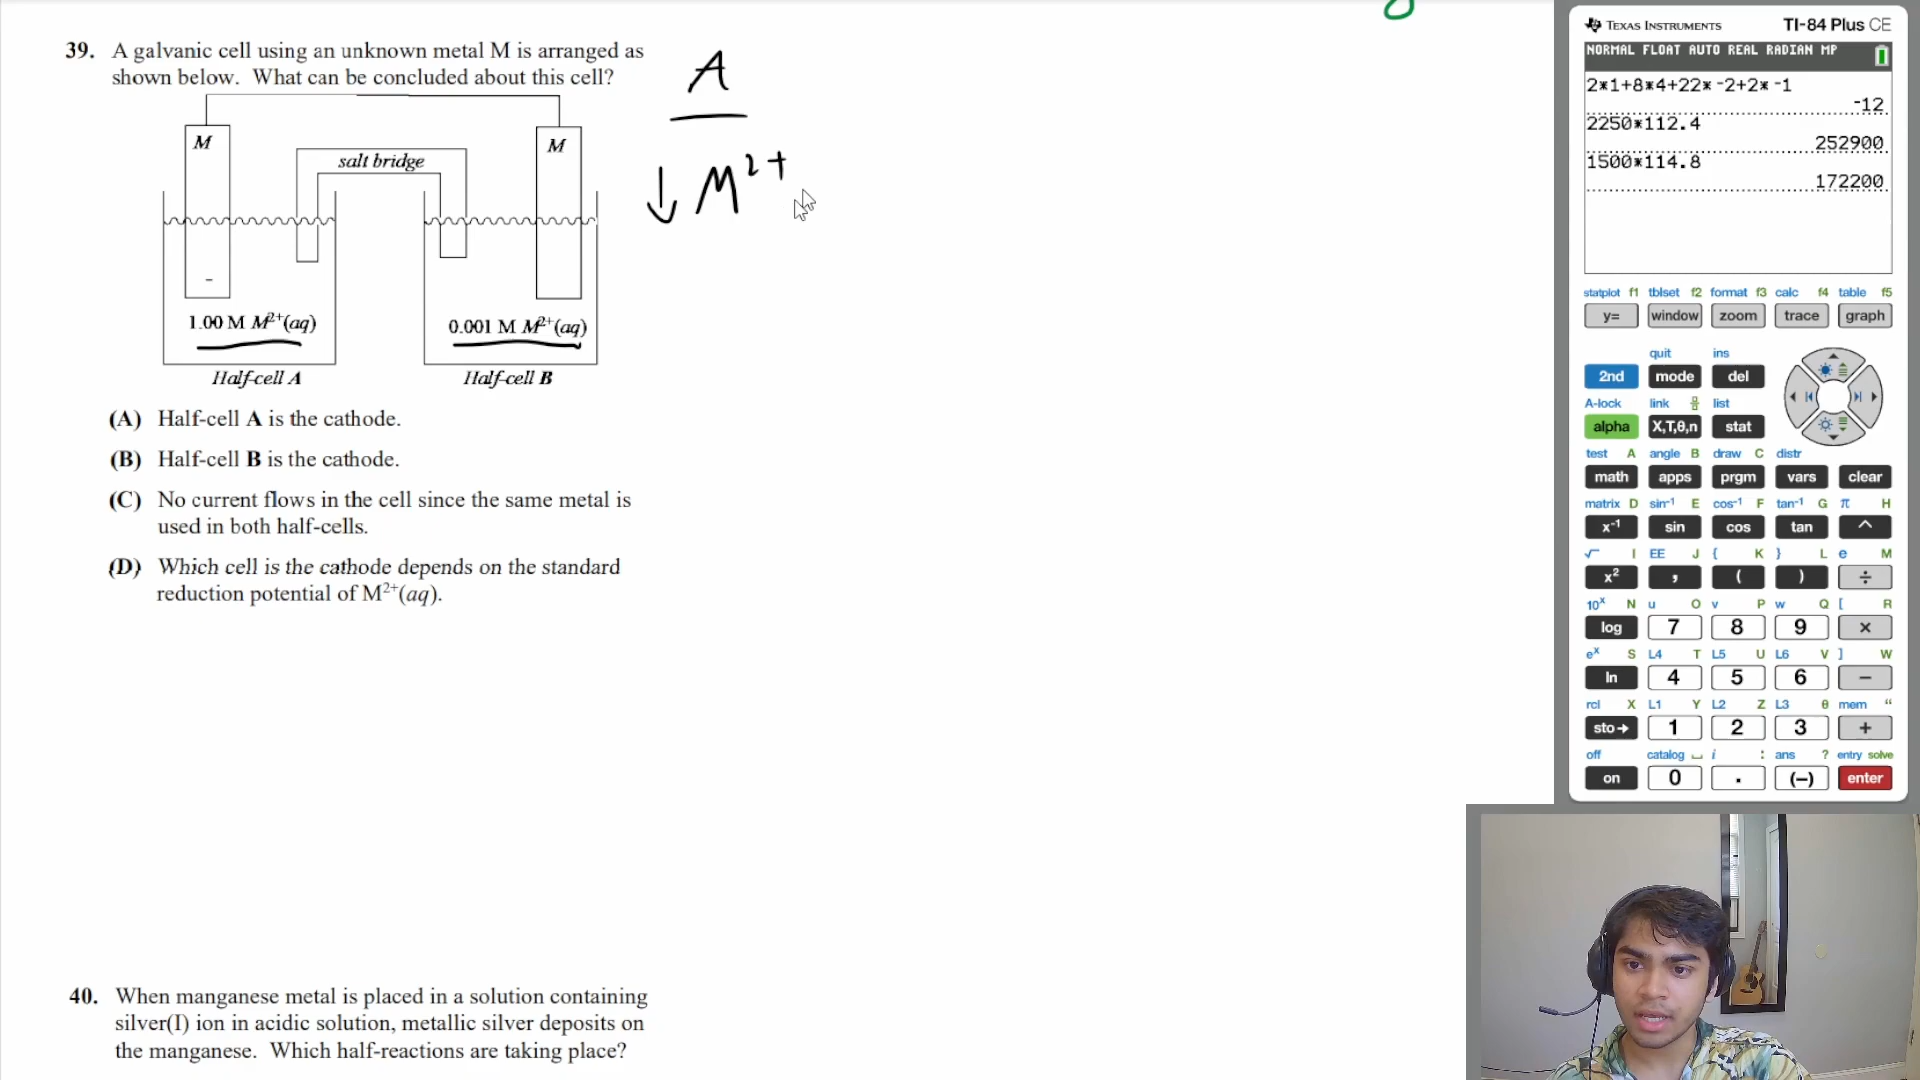 39. A galvanic cell using an unknown metal M is arranged as
shown below. What can be concluded about this cell?
M
salt bridge
M
1.00 M M²⁺(aq)
0.001 M M²⁺(aq)
Half-cell A
Half-cell B
(A) Half-cell A is the cathode.
(B) Half-cell B is the cathode.
(C) No current flows in the cell since the same metal is
used in both half-cells.
(D) Which cell is the cathode depends on the standard
reduction potential of M²⁺(aq).
A
↓ M²⁺
40. When manganese metal is placed in a solution containing
silver(I) ion in acidic solution, metallic silver deposits on
the manganese. Which half-reactions are taking place?
TEXAS INSTRUMENTS TI-84 Plus CE
NORMAL FLOAT AUTO REAL RADIAN MP
2*1+8*4+22*-2+2*-1
-12
2250*112.4
252900
1500*114.8
172200
statplot f1 tblset f2 format f3 calc f4 table f5
y= window zoom trace graph
quit ins
2nd mode del
A-lock link list
alpha X,T,θ,n stat
test A angle B draw C distr
math apps prgm vars clear
matrix D sin⁻¹ E cos⁻¹ F tan⁻¹ G π H
x⁻¹ sin cos tan ^
√ I EE J { K } L e M
x² , ( ) ÷
10ˣ N u O v P w Q [ R
log 7 8 9 ×
eˣ S L4 T L5 U L6 V ] W
ln 4 5 6 −
rcl X L1 Y L2 Z L3 θ mem "
sto→ 1 2 3 +
off catalog ⎵ i : ans ? entry solve
on 0 . (−) enter